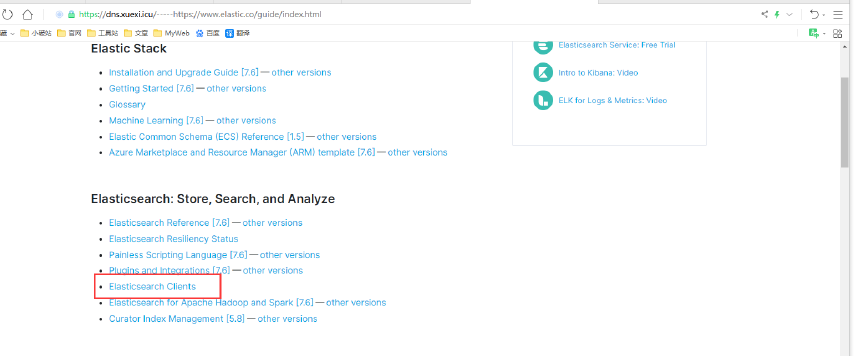 https://dns.xuexi.icu/-----https://www.elastic.co/guide/index.html
藏 小破站 官网 工具站 文章 MyWeb 百度 翻译
Elastic Stack
Installation and Upgrade Guide [7.6] — other versions
Getting Started [7.6] — other versions
Glossary
Machine Learning [7.6] — other versions
Elastic Common Schema (ECS) Reference [1.5] — other versions
Azure Marketplace and Resource Manager (ARM) template [7.6] — other versions
Elasticsearch Service: Free Trial
Intro to Kibana: Video
ELK for Logs & Metrics: Video
Elasticsearch: Store, Search, and Analyze
Elasticsearch Reference [7.6] — other versions
Elasticsearch Resiliency Status
Painless Scripting Language [7.6] — other versions
Plugins and Integrations [7.6] — other versions
Elasticsearch Clients
Elasticsearch for Apache Hadoop and Spark [7.6] — other versions
Curator Index Management [5.8] — other versions